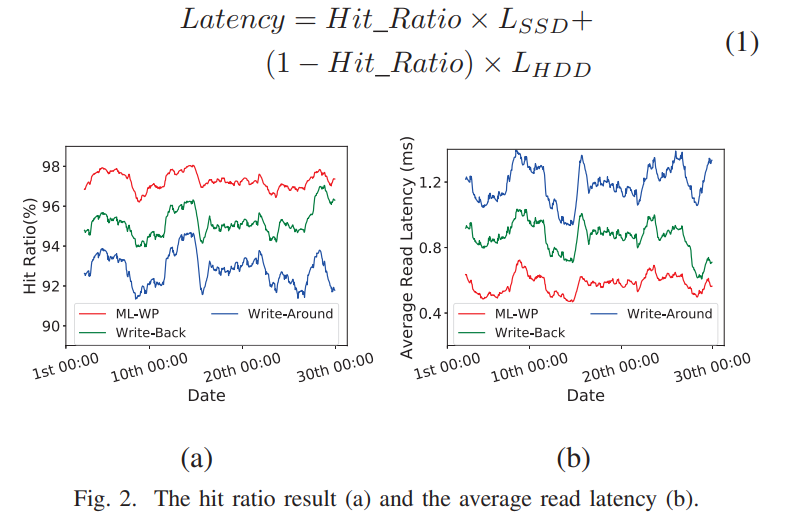 Latency = Hit_Ratio × L_SSD+
(1 − Hit_Ratio) × L_HDD
(1)
Hit Ratio(%)
98
96
94
92
90
ML-WP
Write-Back
Write-Around
1st 00:00
10th 00:00
20th 00:00
30th 00:00
Date
(a)
Average Read Latency (ms)
1.2
0.8
0.4
ML-WP
Write-Back
Write-Around
1st 00:00
10th 00:00
20th 00:00
30th 00:00
Date
(b)
Fig. 2. The hit ratio result (a) and the average read latency (b).